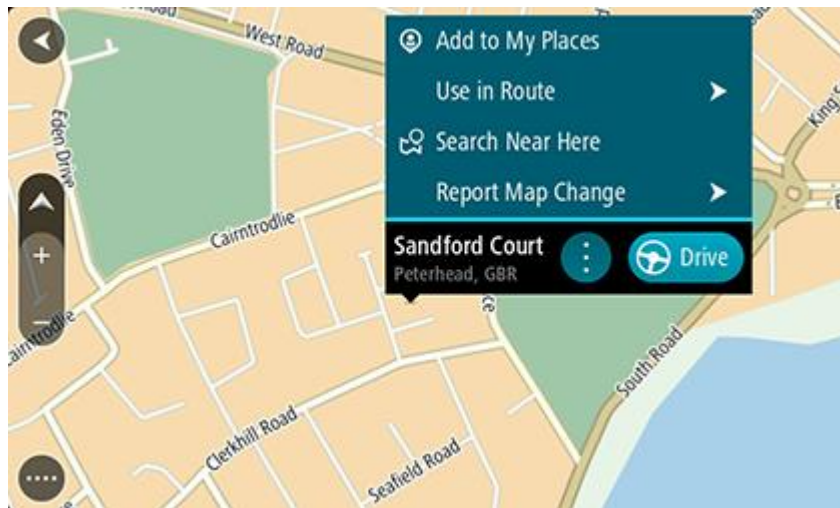 West Road
Eden Drive
Add to My Places
Use in Route
Search Near Here
Report Map Change
Sandford Court
Peterhead, GBR
Drive
Cairntrodlie
South Road
Clerkhill Road
Seafield Road